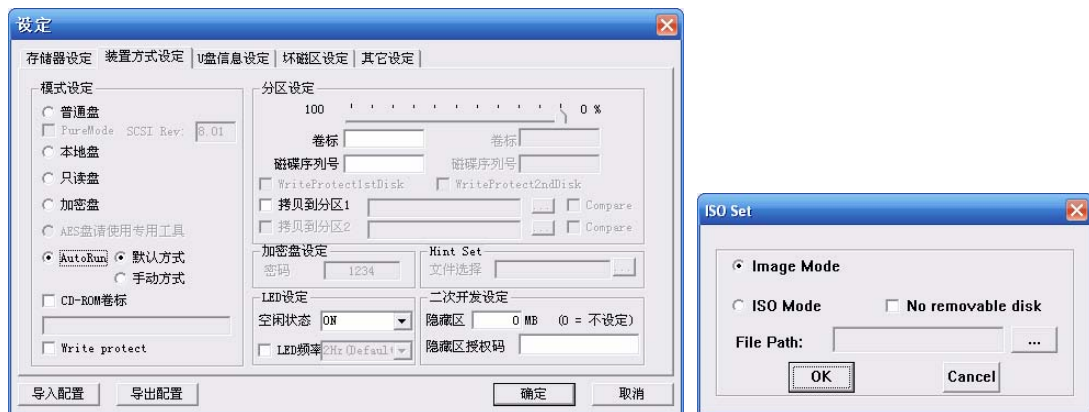 设定
存储器设定 装置方式设定 U盘信息设定 坏磁区设定 其它设定
模式设定
普通盘
PureMode SCSI Rev: 8.01
本地盘
只读盘
加密盘
AES盘请使用专用工具
AutoRun 默认方式
手动方式
CD-ROM卷标
Write protect
分区设定
100 0 %
卷标 卷标
磁碟序列号 磁碟序列号
WriteProtect1stDisk WriteProtect2ndDisk
拷贝到分区1 ... Compare
拷贝到分区2 ... Compare
加密盘设定
密码 1234
Hint Set
文件选择 ...
LED设定
空闲状态 ON
LED频率 2Hz(Default
二次开发设定
隐藏区 0 MB (0 = 不设定)
隐藏区授权码
导入配置 导出配置 确定 取消
ISO Set
Image Mode
ISO Mode No removable disk
File Path: ...
OK Cancel